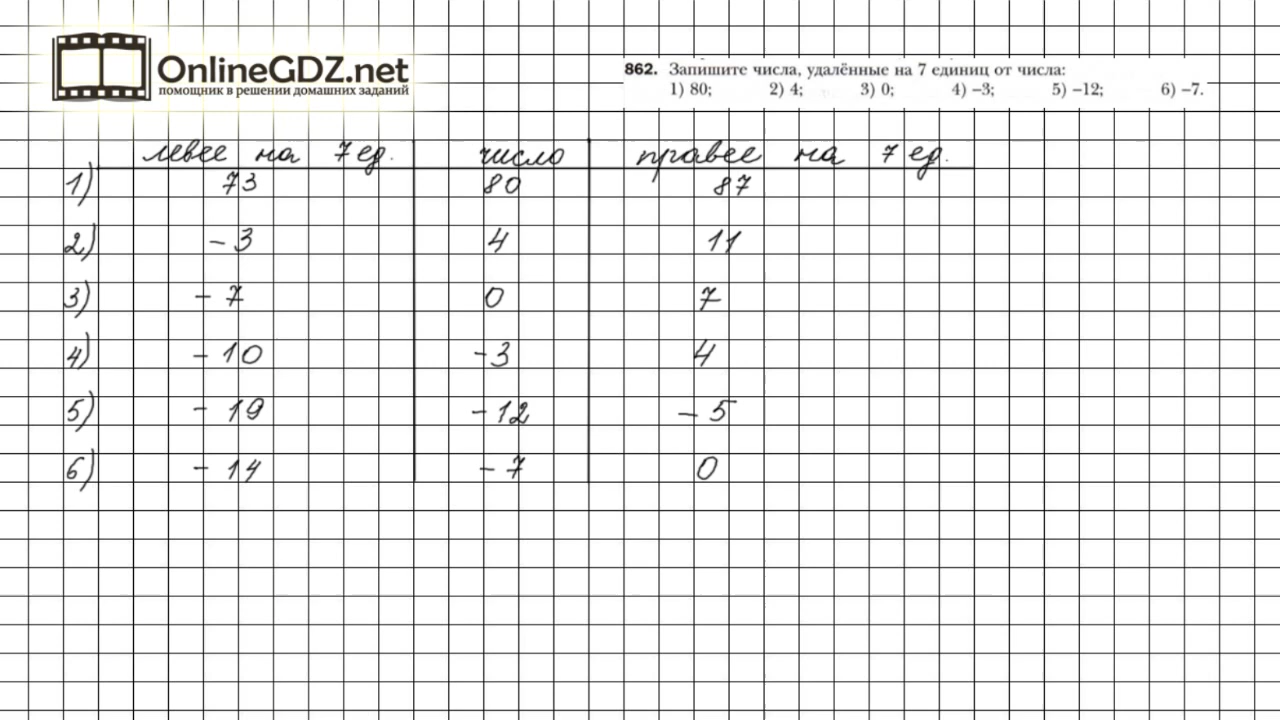 OnlineGDZ.net
помощник в решении домашних заданий
862. Запишите числа, удалённые на 7 единиц от числа:
1) 80; 2) 4; 3) 0; 4) –3; 5) –12; 6) –7.
левее на 7 ед. число правее на 7 ед.
1) 73 80 87
2) - 3 4 11
3) - 7 0 7
4) - 10 -3 4
5) - 19 -12 - 5
6) - 14 - 7 0